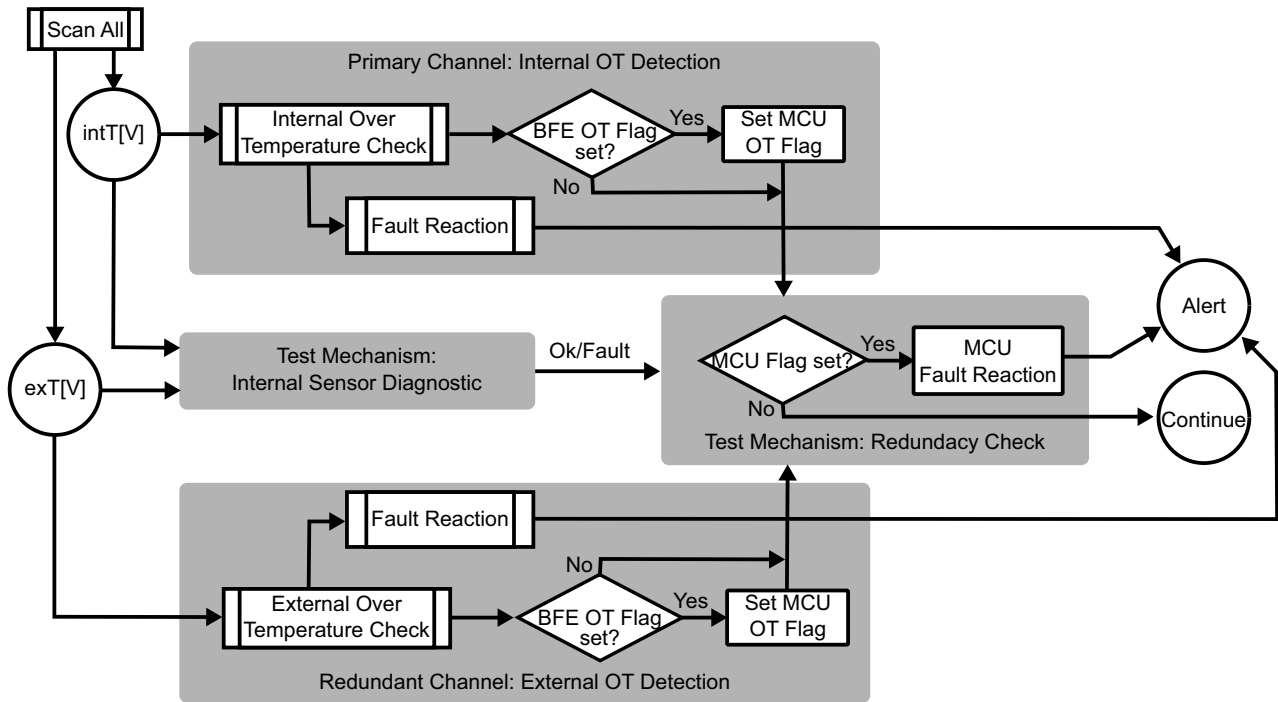 Scan All
Primary Channel: Internal OT Detection
intT[V]
Internal Over
Temperature Check
BFE OT Flag
set?
Yes
No
Set MCU
OT Flag
Fault Reaction
Alert
exT[V]
Test Mechanism:
Internal Sensor Diagnostic
Ok/Fault
MCU Flag set?
Yes
No
MCU
Fault Reaction
Continue
Test Mechanism: Redundacy Check
Fault Reaction
External Over
Temperature Check
No
BFE OT Flag
set?
Yes
Set MCU
OT Flag
Redundant Channel: External OT Detection